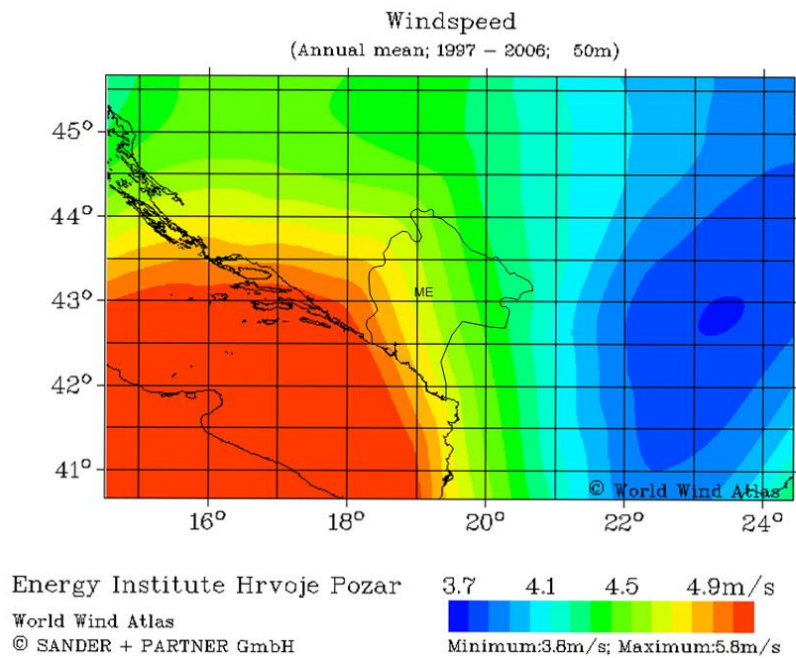 Windspeed
(Annual mean; 1997 – 2006; 50m)
45°
44°
ME
43°
42°
41°
© World Wind Atlas
16° 18° 20° 22° 24°
Energy Institute Hrvoje Pozar
3.7 4.1 4.5 4.9m/s
World Wind Atlas
© SANDER + PARTNER GmbH
Minimum:3.8m/s; Maximum:5.8m/s